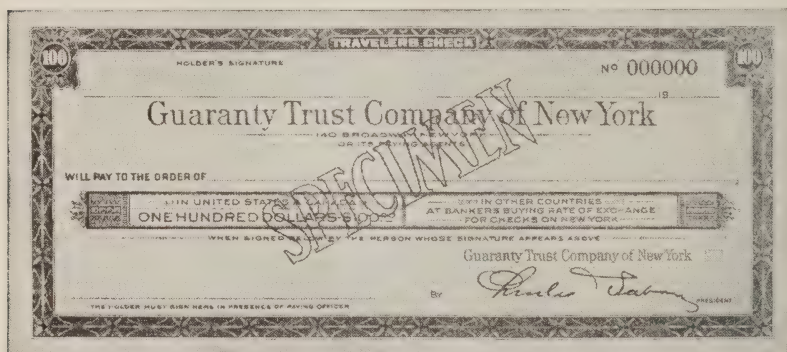 TRAVELERS CHECK
100 100
HOLDER'S SIGNATURE
No 000000
19
Guaranty Trust Company of New York
140 BROADWAY NEW YORK
OR ITS PAYING AGENTS
WILL PAY TO THE ORDER OF
IN UNITED STATES & CANADA
ONE HUNDRED DOLLARS
IN OTHER COUNTRIES
AT BANKERS BUYING RATE OF EXCHANGE
FOR CHECKS ON NEW YORK
SPECIMEN
WHEN SIGNED BELOW BY THE PERSON WHOSE SIGNATURE APPEARS ABOVE
Guaranty Trust Company of New York
By Charles Sabin PRESIDENT
THE HOLDER MUST SIGN HERE IN PRESENCE OF PAYING OFFICER